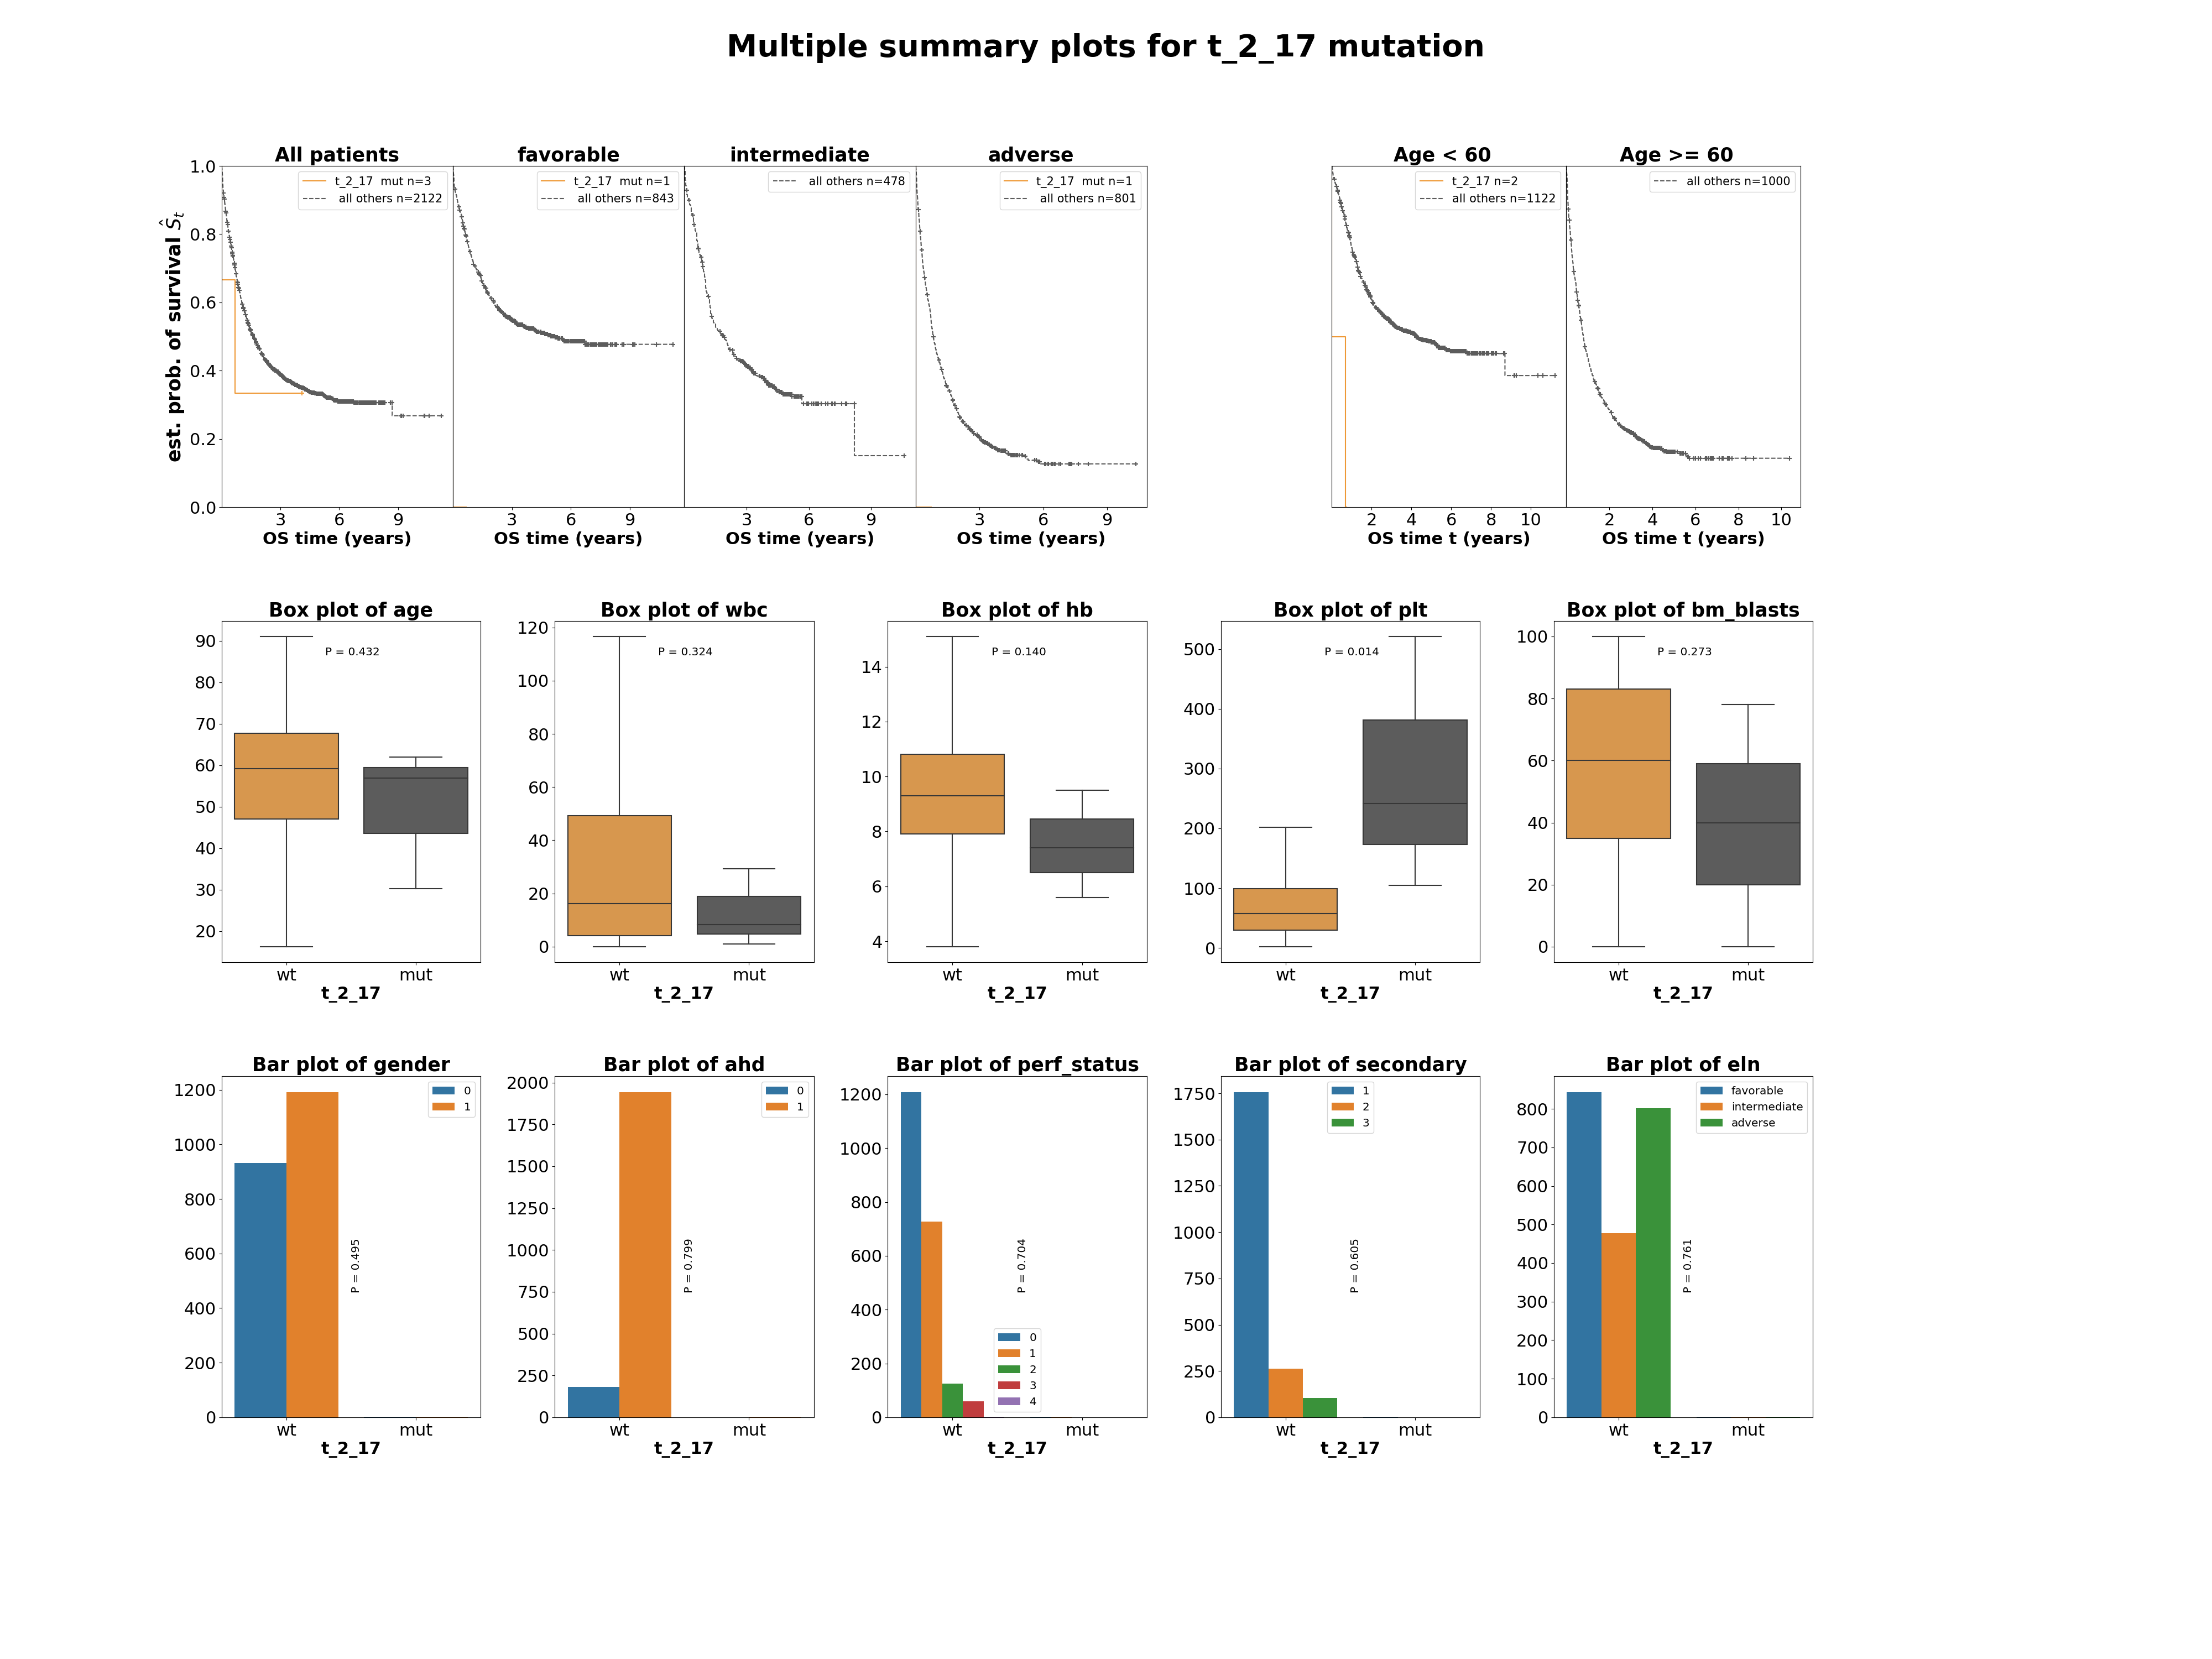 Multiple summary plots for t_2_17 mutation
All patients
favorable
intermediate
adverse
Age < 60
Age >= 60
est. prob. of survival Ŝt
1.0
0.8
0.6
0.4
0.2
0.0
t_2_17  mut n=3
all others n=2122
t_2_17  mut n=1
all others n=843
all others n=478
t_2_17  mut n=1
all others n=801
t_2_17 n=2
all others n=1122
all others n=1000
3 6 9
3 6 9
3 6 9
3 6 9
2 4 6 8 10
2 4 6 8 10
OS time (years)
OS time (years)
OS time (years)
OS time (years)
OS time t (years)
OS time t (years)
Box plot of age
90
80
70
60
50
40
30
20
P = 0.432
wt mut
t_2_17
Box plot of wbc
120
100
80
60
40
20
0
P = 0.324
wt mut
t_2_17
Box plot of hb
14
12
10
8
6
4
P = 0.140
wt mut
t_2_17
Box plot of plt
500
400
300
200
100
0
P = 0.014
wt mut
t_2_17
Box plot of bm_blasts
100
80
60
40
20
0
P = 0.273
wt mut
t_2_17
Bar plot of gender
1200
1000
800
600
400
200
0
0
1
P = 0.495
wt mut
t_2_17
Bar plot of ahd
2000
1750
1500
1250
1000
750
500
250
0
0
1
P = 0.799
wt mut
t_2_17
Bar plot of perf_status
1200
1000
800
600
400
200
0
P = 0.704
0
1
2
3
4
wt mut
t_2_17
Bar plot of secondary
1750
1500
1250
1000
750
500
250
0
1
2
3
P = 0.605
wt mut
t_2_17
Bar plot of eln
800
700
600
500
400
300
200
100
0
favorable
intermediate
adverse
P = 0.761
wt mut
t_2_17